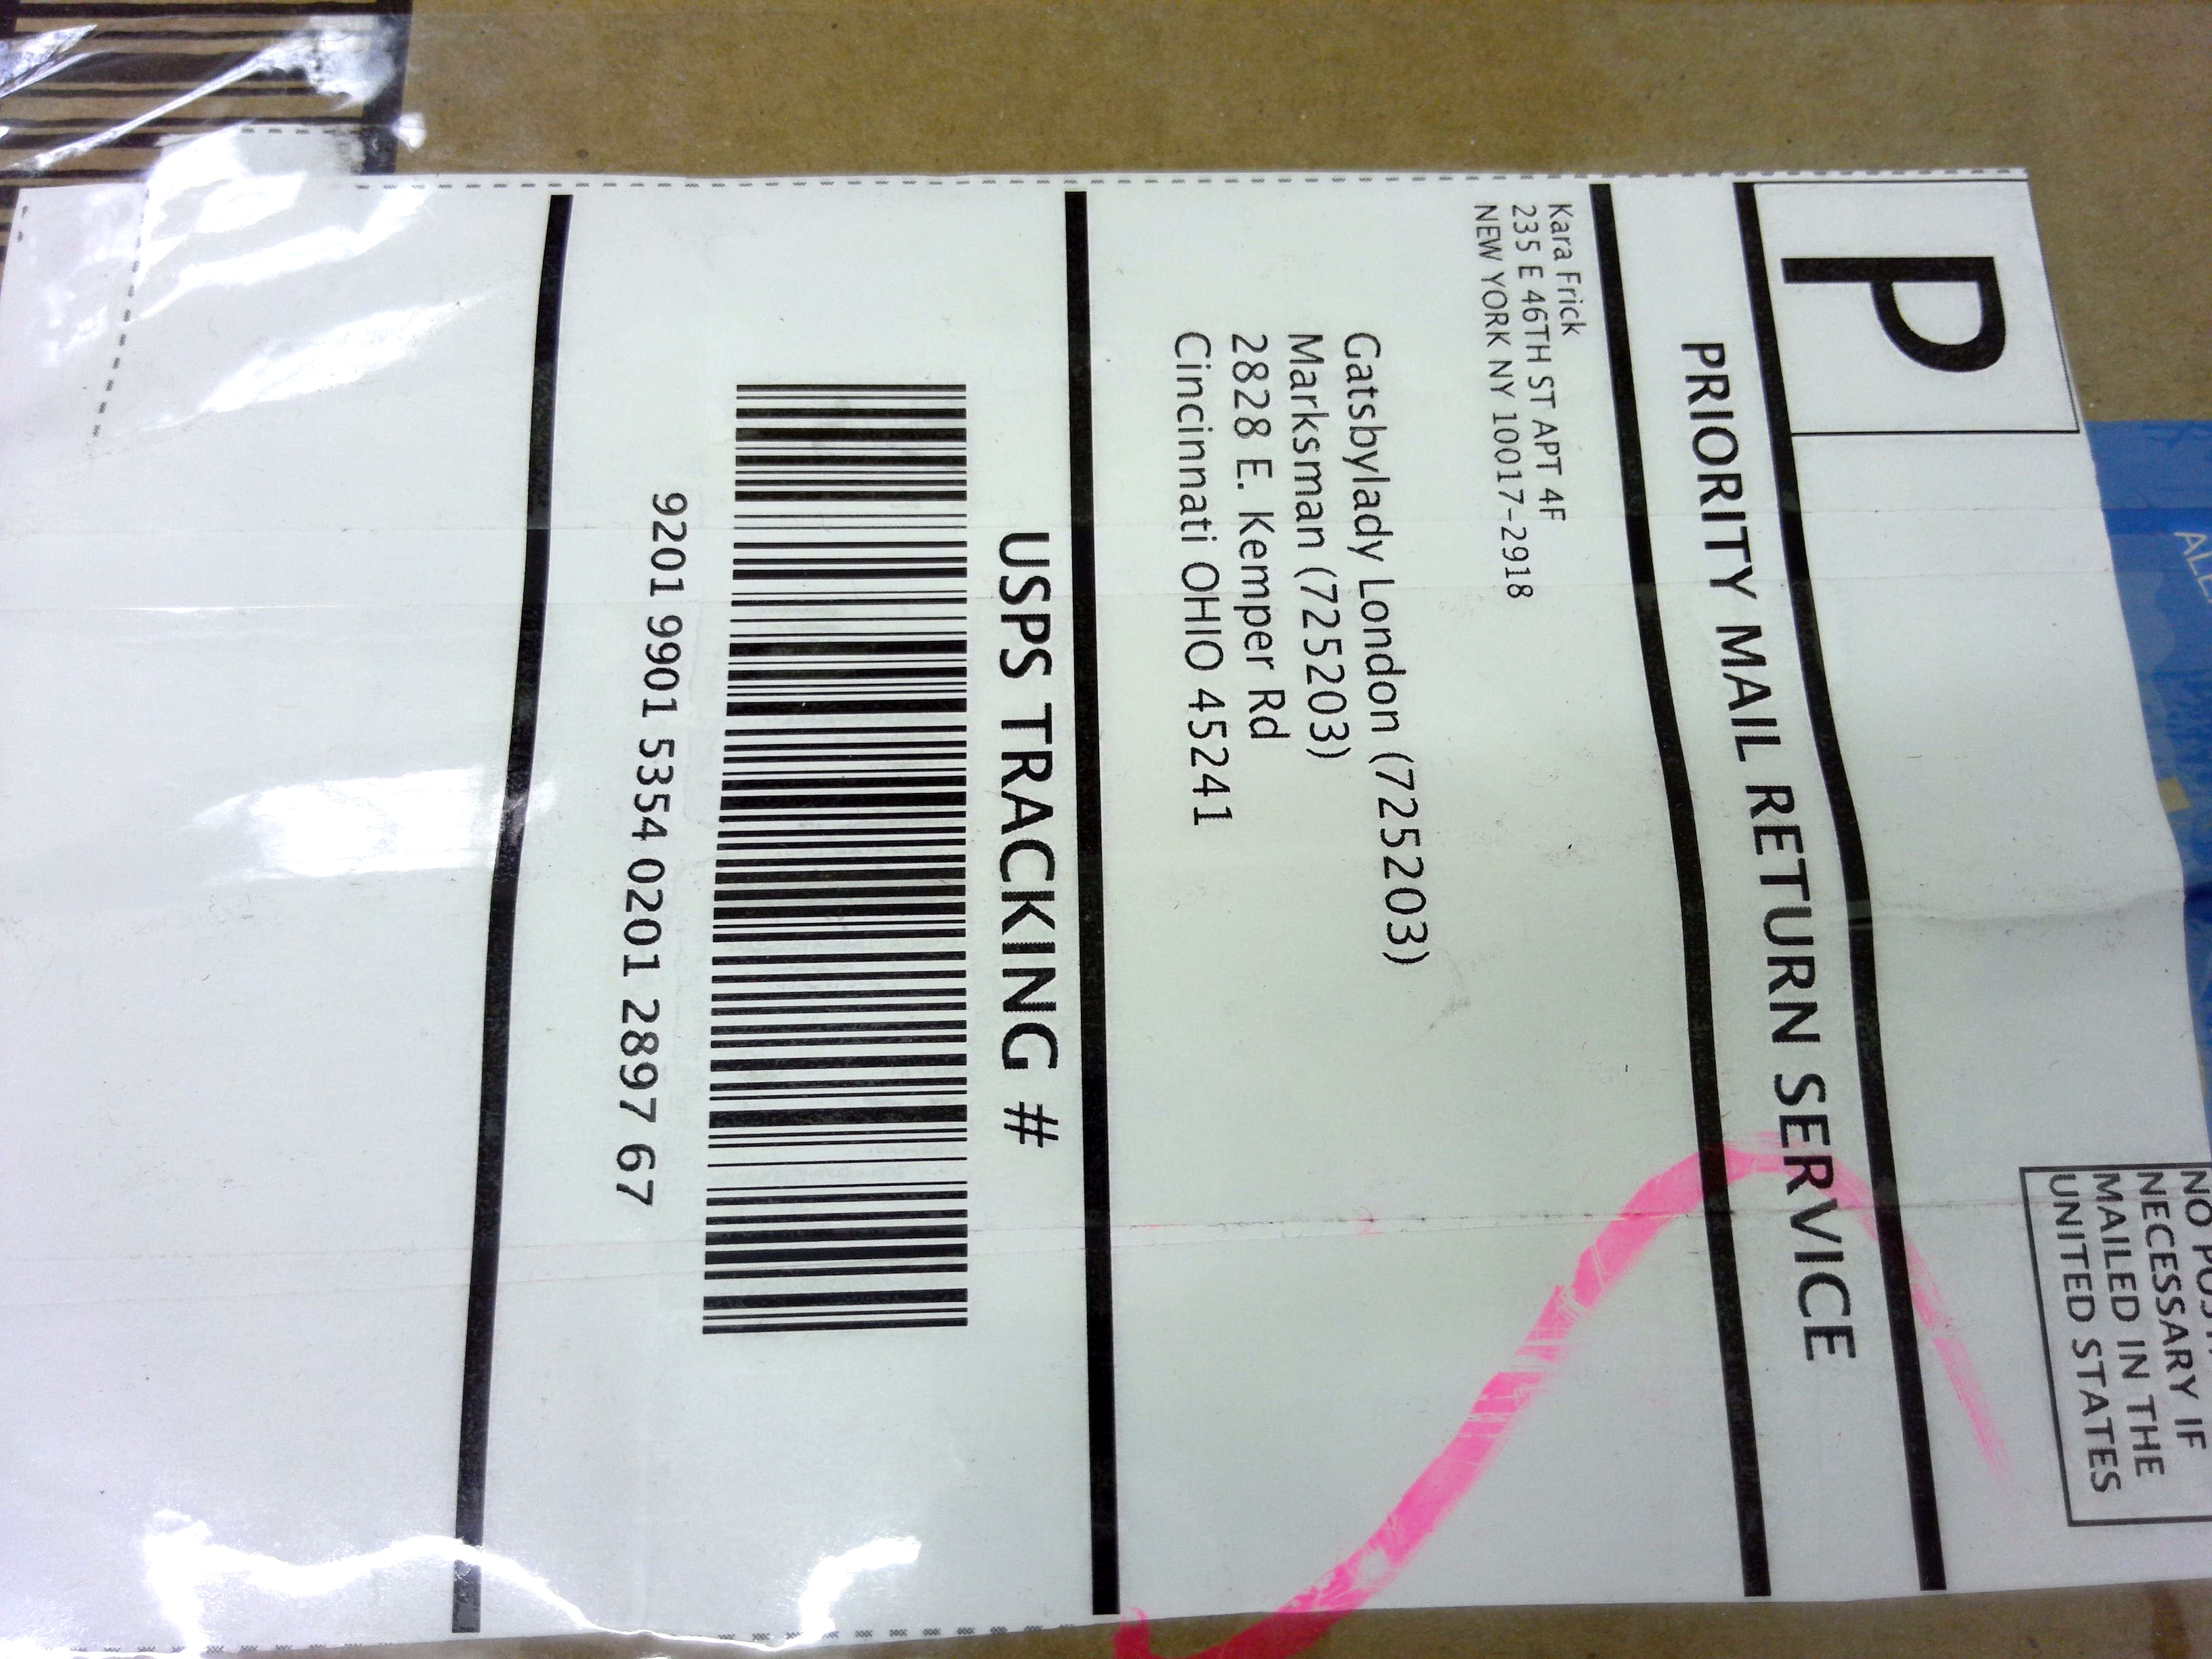 P
NECESSARY IF
MAILED IN THE
UNITED STATES
PRIORITY MAIL RETURN SERVICE
Kara Frick
235 E 46TH ST APT 4F
NEW YORK NY 10017-2918
Gatsbylady London (725203)
Marksman (725203)
2828 E. Kemper Rd
Cincinnati OHIO 45241
USPS TRACKING #
9201 9901 5354 0201 2897 67